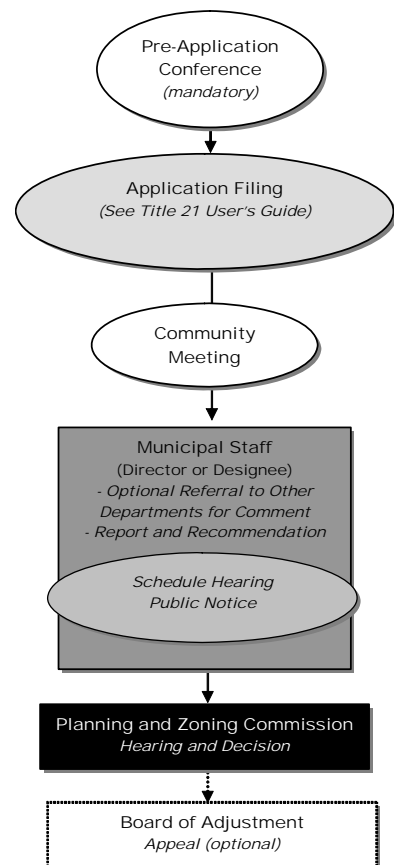 Pre-Application
Conference
(mandatory)
Application Filing
(See Title 21 User's Guide)
Community
Meeting
Municipal Staff
(Director or Designee)
- Optional Referral to Other
Departments for Comment
- Report and Recommendation
Schedule Hearing
Public Notice
Planning and Zoning Commission
Hearing and Decision
Board of Adjustment
Appeal (optional)